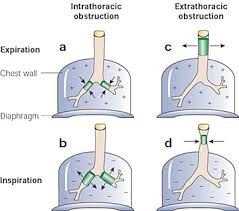 Intrathoracic
obstruction
Extrathoracic
obstruction
Expiration
a
c
Chest wall
Diaphragm
b
d
Inspiration